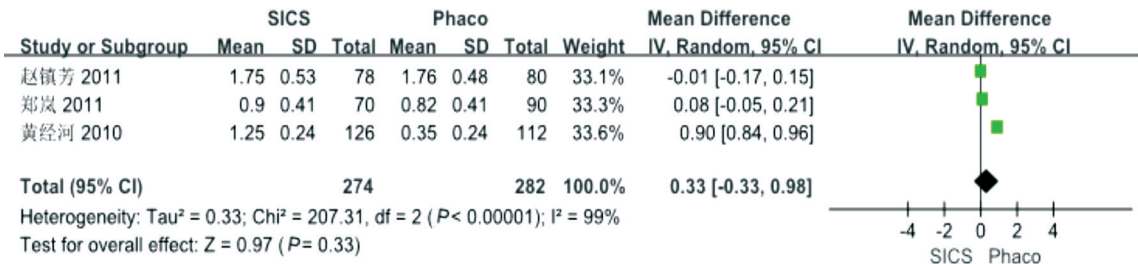 SICS Phaco Mean Difference Mean Difference
Study or Subgroup Mean SD Total Mean SD Total Weight IV, Random, 95% CI IV, Random, 95% CI
赵镇芳 2011 1.75 0.53 78 1.76 0.48 80 33.1% -0.01 [-0.17, 0.15]
郑岚 2011 0.9 0.41 70 0.82 0.41 90 33.3% 0.08 [-0.05, 0.21]
黄经河 2010 1.25 0.24 126 0.35 0.24 112 33.6% 0.90 [0.84, 0.96]
Total (95% CI) 274 282 100.0% 0.33 [-0.33, 0.98]
Heterogeneity: Tau² = 0.33; Chi² = 207.31, df = 2 (P< 0.00001); I² = 99%
Test for overall effect: Z = 0.97 (P= 0.33)
-4 -2 0 2 4
SICS Phaco